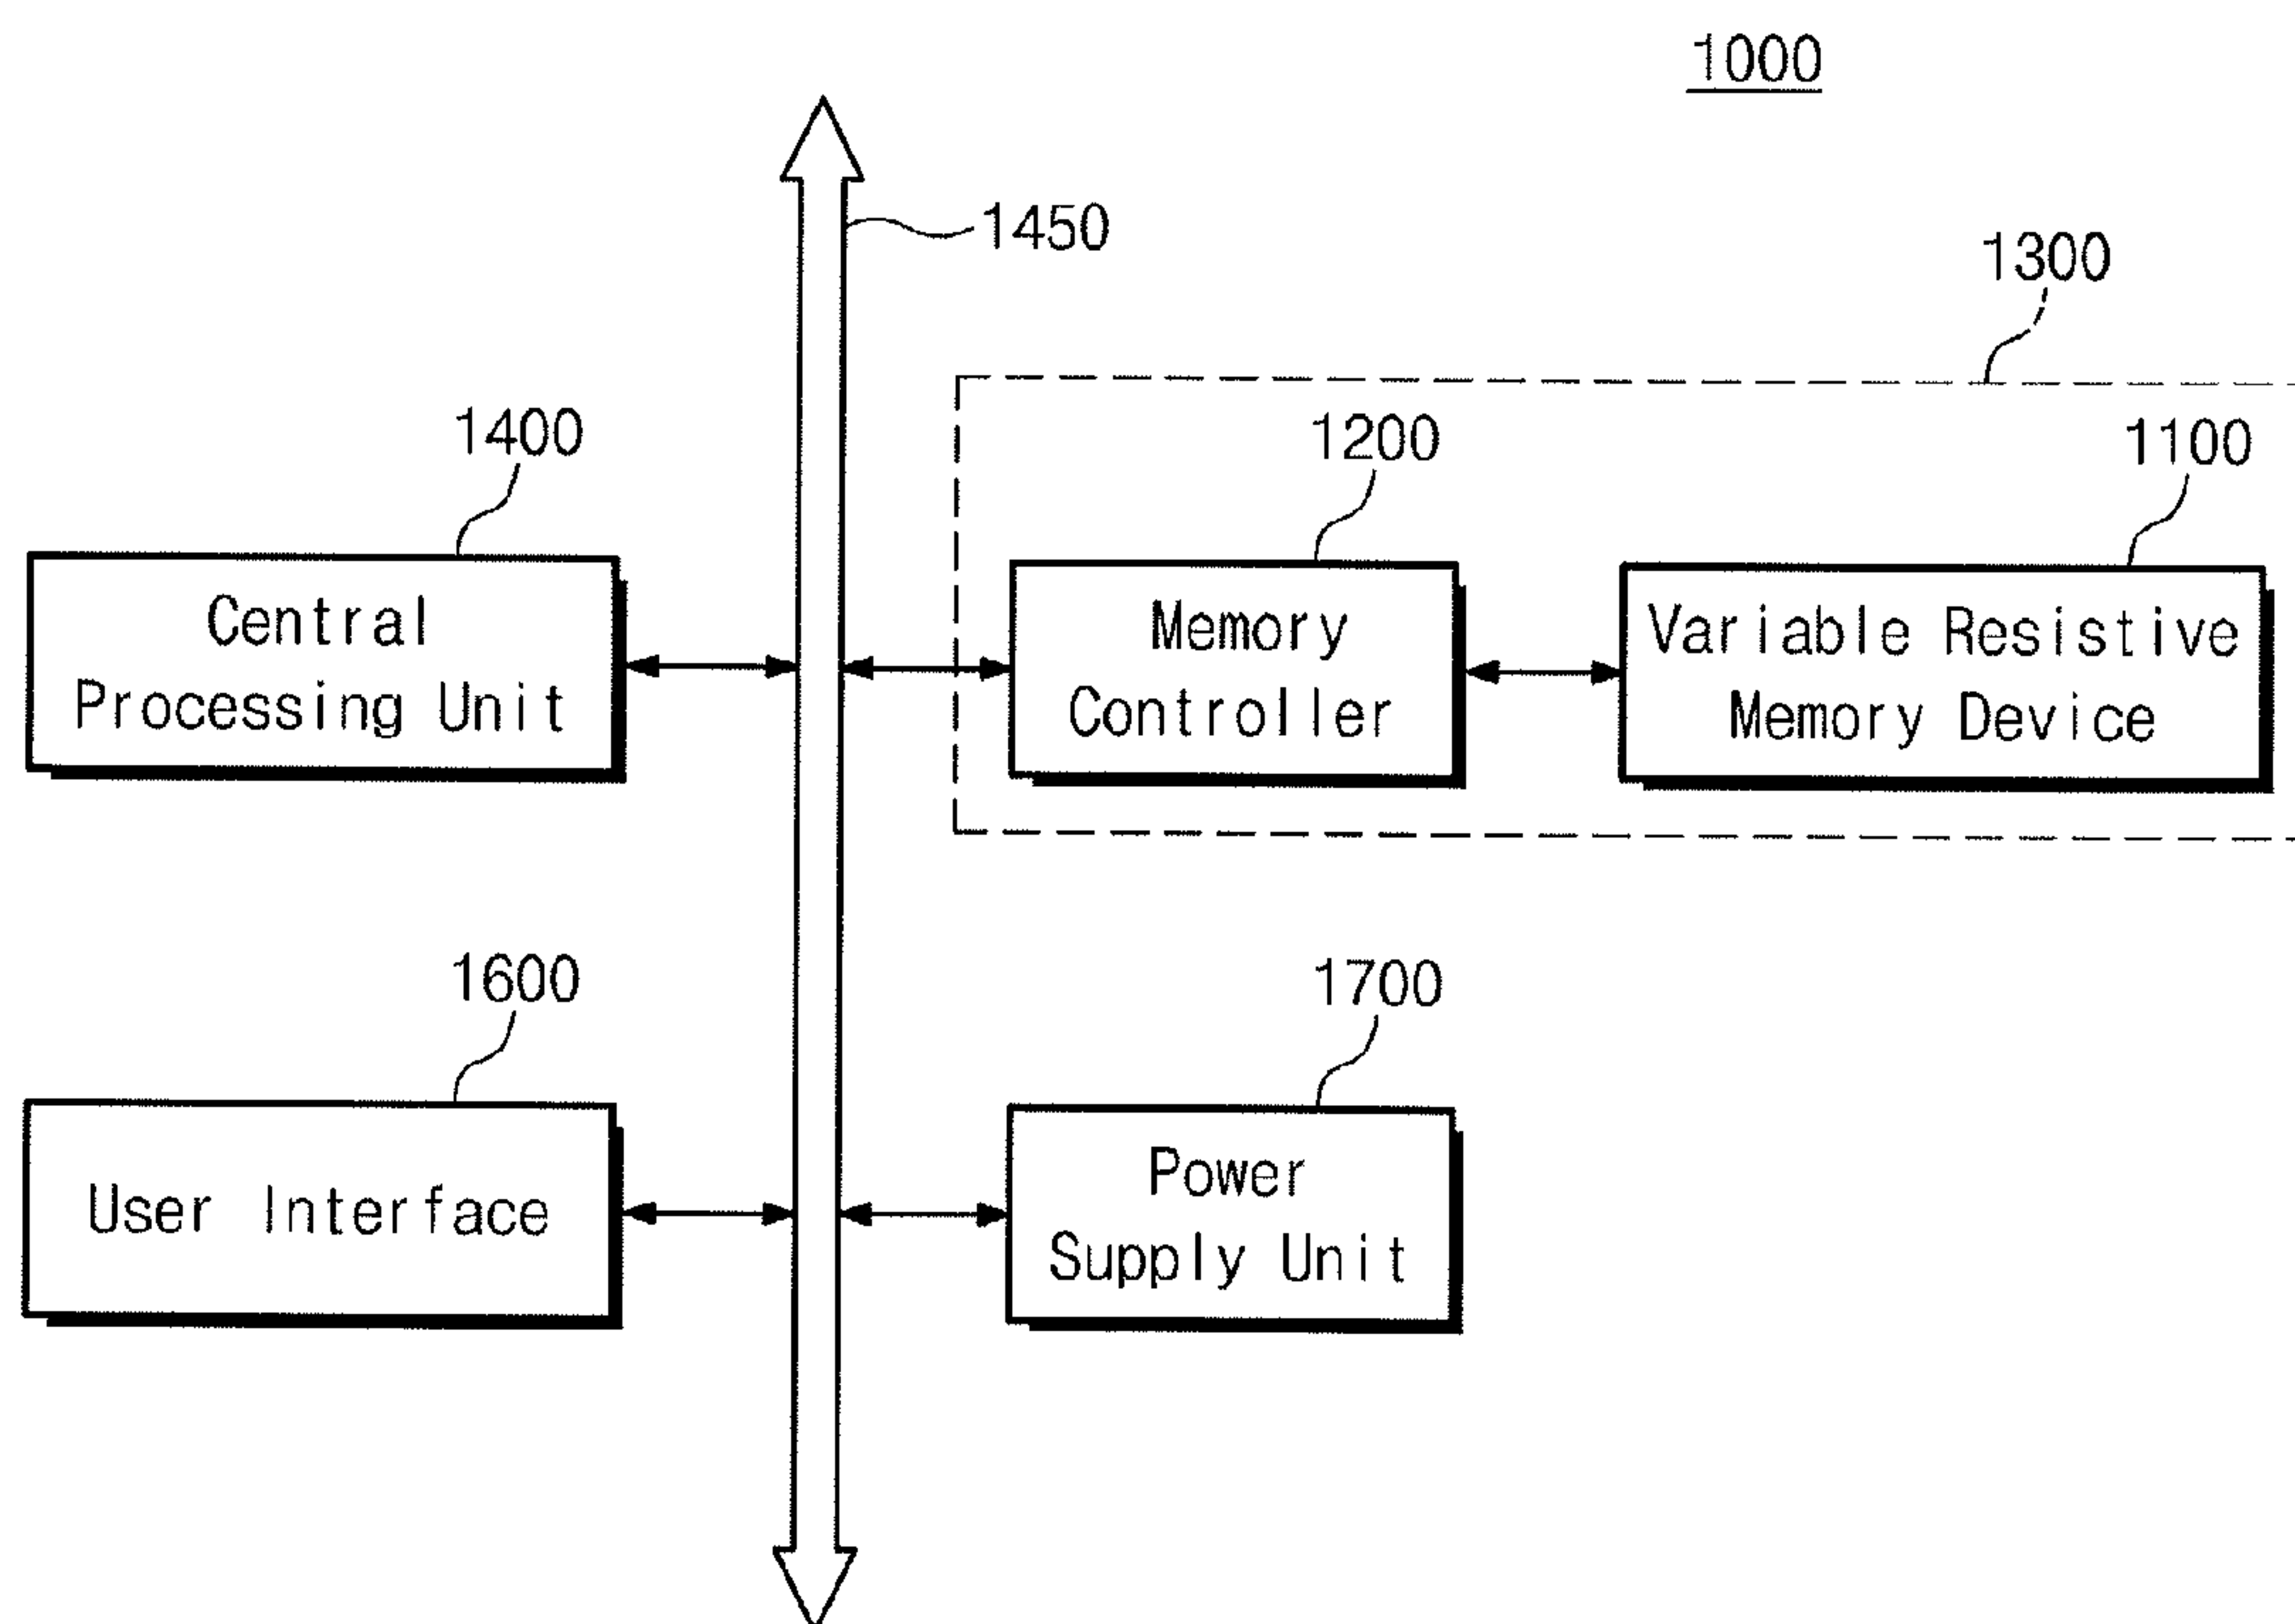 1000
1450
1300
1400
1200
1100
Central
Processing Unit
Memory
Controller
Variable Resistive
Memory Device
1600
1700
User Interface
Power
Supply Unit